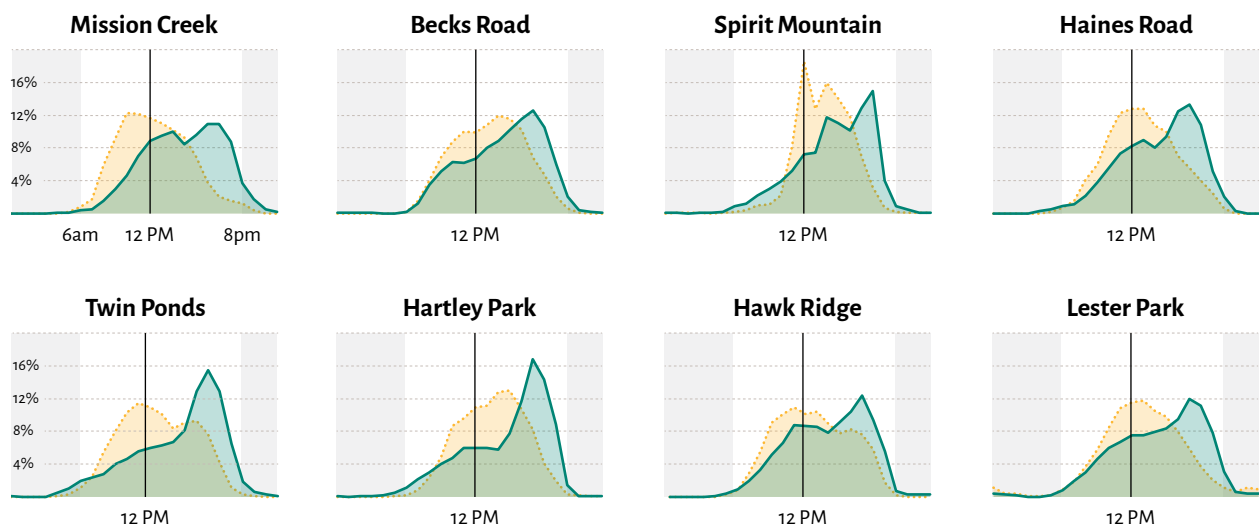 Mission Creek
Becks Road
Spirit Mountain
Haines Road
16%
12%
8%
4%
6am 12 PM 8pm
12 PM
12 PM
12 PM
Twin Ponds
Hartley Park
Hawk Ridge
Lester Park
16%
12%
8%
4%
12 PM
12 PM
12 PM
12 PM